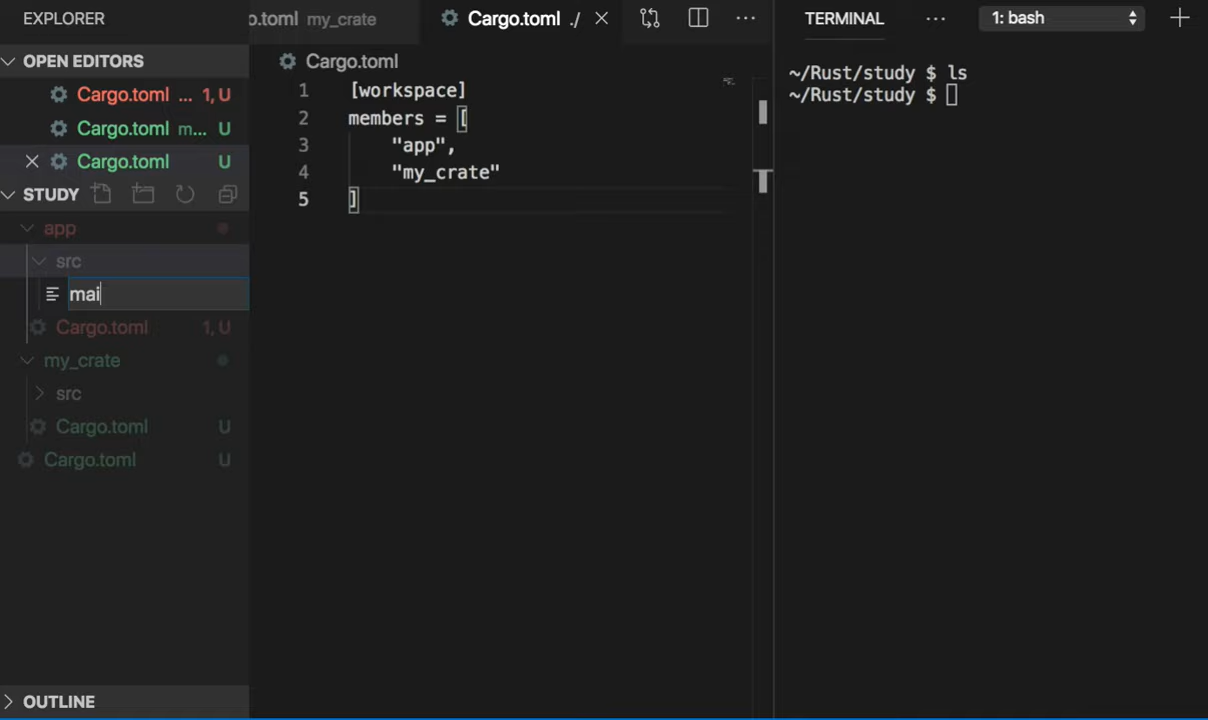 EXPLORER
OPEN EDITORS
Cargo.toml ... 1, U
Cargo.toml m... U
Cargo.toml U
STUDY
app
src
mai
Cargo.toml 1, U
my_crate
src
Cargo.toml U
Cargo.toml U
OUTLINE
o.toml my_crate
Cargo.toml ./
Cargo.toml
1 [workspace]
2 members = [
3 "app",
4 "my_crate"
5 ]
TERMINAL
1: bash
~/Rust/study $ ls
~/Rust/study $